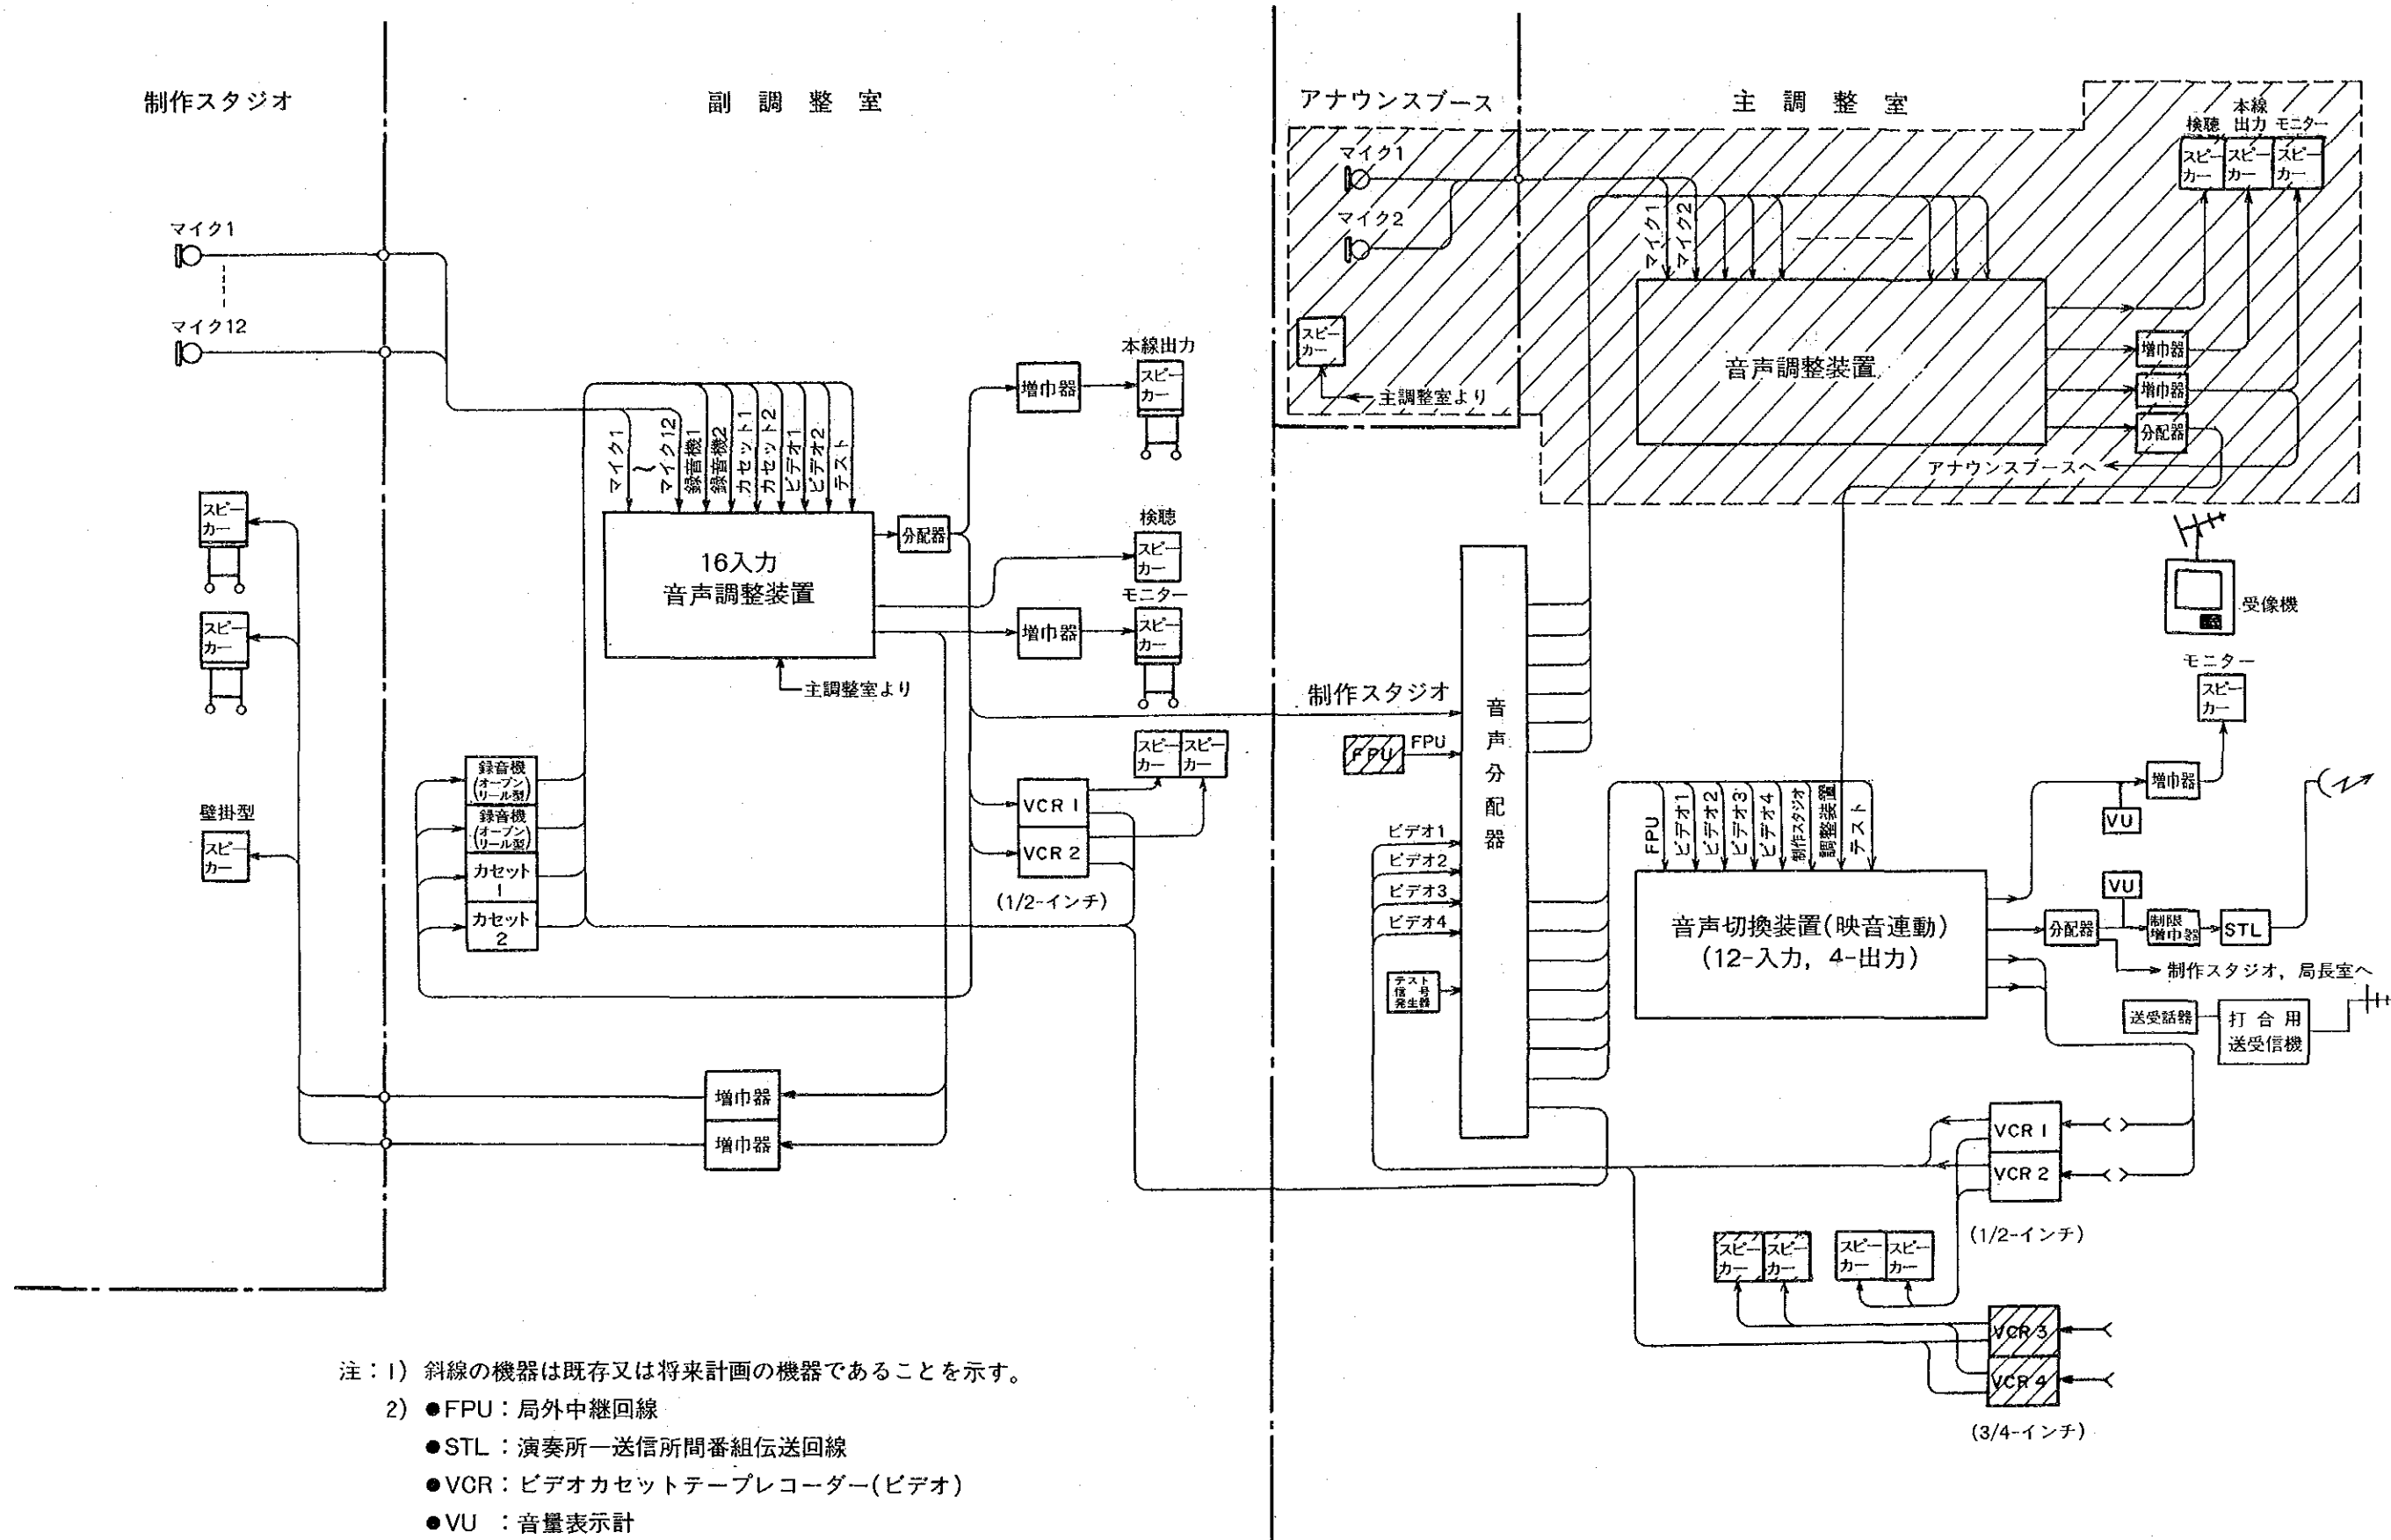 制作スタジオ
マイク1
マイク12
スピーカー
スピーカー
壁掛型
スピーカー
副調整室
マイク1
〜
マイク12
録音機1
録音機2
カセット1
カセット2
ビデオ1
ビデオ2
テスト
16入力
音声調整装置
主調整室より
分配器
増巾器
本線出力
スピーカー
検聴
スピーカー
モニター
増巾器
スピーカー
録音機
(オープンリール型)
録音機
(オープンリール型)
カセット
1
カセット
2
スピーカー
スピーカー
VCR 1
VCR 2
(1/2-インチ)
増巾器
増巾器
アナウンスブース
マイク1
マイク2
スピーカー
主調整室より
主調整室
マイク1
マイク2
音声調整装置
検聴
本線出力
モニター
スピーカー
スピーカー
スピーカー
増巾器
増巾器
分配器
アナウンスブースへ
受像機
制作スタジオ
FPU
FPU
音声分配器
ビデオ1
ビデオ2
ビデオ3
ビデオ4
テスト
信号
発生器
FPU
ビデオ1
ビデオ2
ビデオ3
ビデオ4
制作スタジオ
調整装置
テスト
音声切換装置(映音連動)
(12-入力, 4-出力)
モニター
スピーカー
増巾器
VU
VU
分配器
制限
増巾器
STL
制作スタジオ, 局長室へ
送受話器
打合用
送受信機
VCR 1
VCR 2
(1/2-インチ)
スピーカー
スピーカー
スピーカー
スピーカー
VCR 3
VCR 4
(3/4-インチ)
注：1) 斜線の機器は既存又は将来計画の機器であることを示す。
2) ●FPU：局外中継回線
●STL：演奏所―送信所間番組伝送回線
●VCR：ビデオカセットテープレコーダー(ビデオ)
●VU ：音量表示計